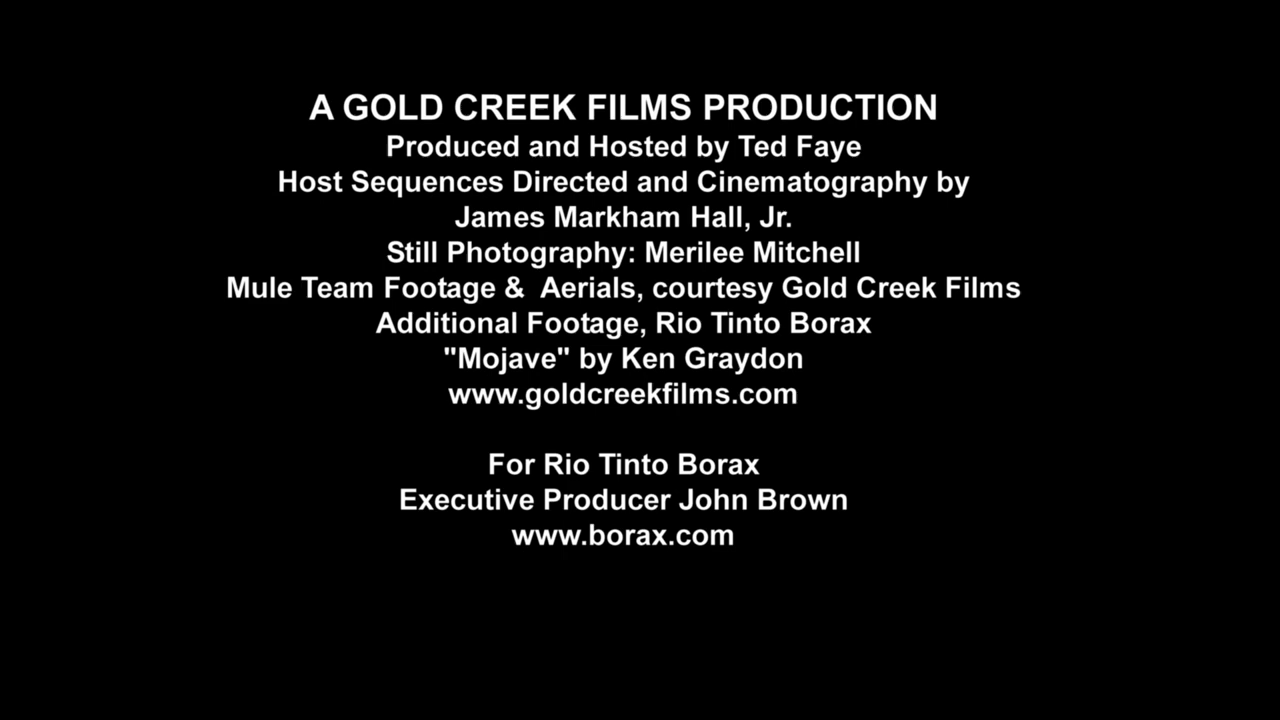 A GOLD CREEK FILMS PRODUCTION
Produced and Hosted by Ted Faye
Host Sequences Directed and Cinematography by
James Markham Hall, Jr.
Still Photography: Merilee Mitchell
Mule Team Footage &  Aerials, courtesy Gold Creek Films
Additional Footage, Rio Tinto Borax
"Mojave" by Ken Graydon
www.goldcreekfilms.com
For Rio Tinto Borax
Executive Producer John Brown
www.borax.com